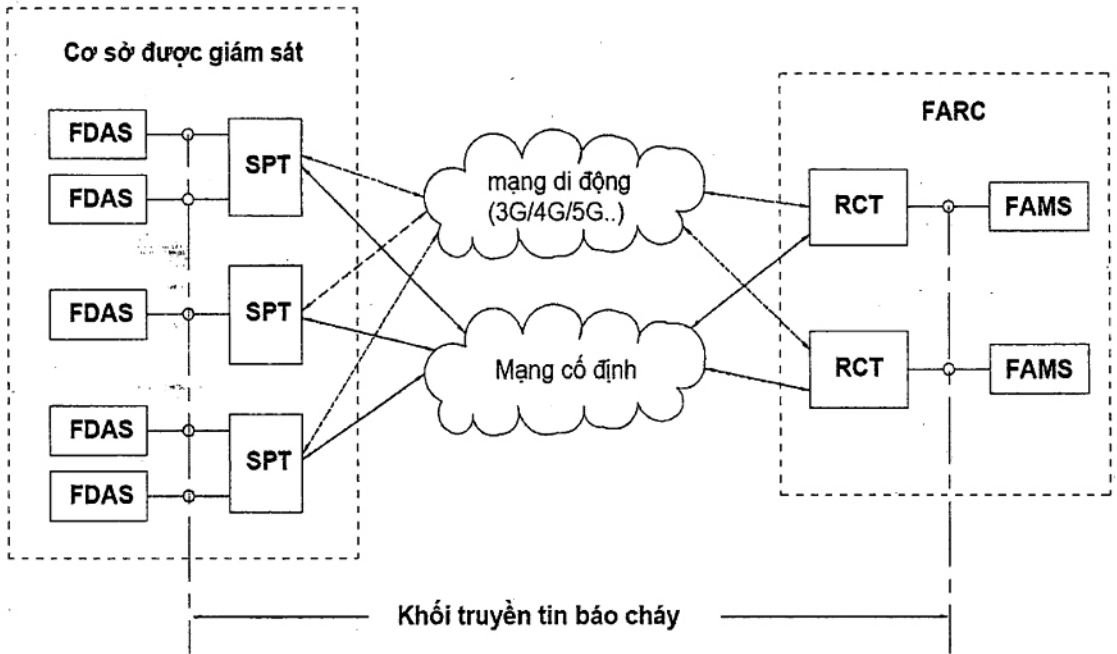 Cơ sở được giám sát
FDAS
FDAS
SPT
FDAS
SPT
FDAS
FDAS
SPT
mạng di động
(3G/4G/5G..)
Mạng cố định
FARC
RCT
FAMS
RCT
FAMS
Khối truyền tin báo cháy